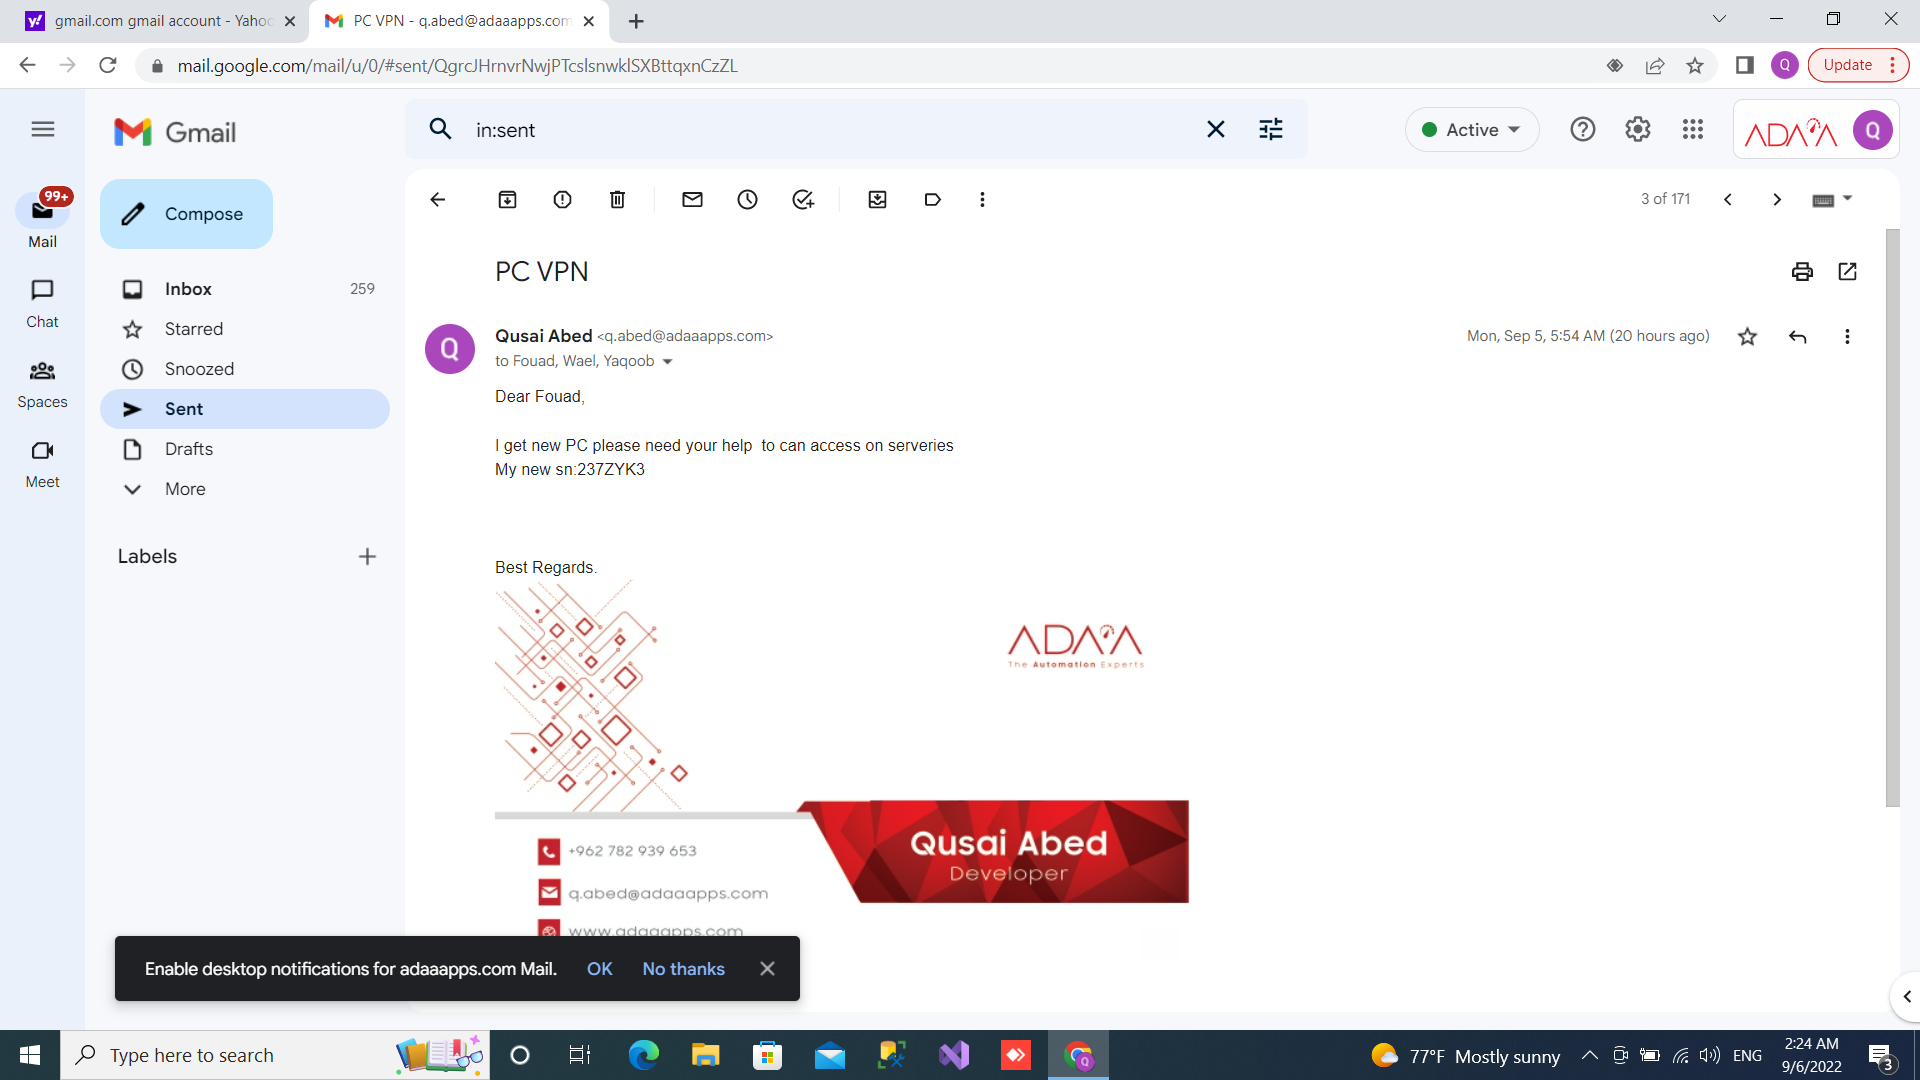 gmail.com gmail account - Yahoo
PC VPN - q.abed@adaaapps.com
mail.google.com/mail/u/0/#sent/QgrcJHrnvrNwjPTcslsnwklSXBttqxnCzZL
Q
Update
Gmail
in:sent
Active
ADAA
Q
99+
Mail
Chat
Spaces
Meet
Compose
Inbox 259
Starred
Snoozed
Sent
Drafts
More
Labels
3 of 171
PC VPN
Q
Qusai Abed <q.abed@adaaapps.com>
Mon, Sep 5, 5:54 AM (20 hours ago)
to Fouad, Wael, Yaqoob
Dear Fouad,
I get new PC please need your help  to can access on serveries
My new sn:237ZYK3
Best Regards.
ADAA
The Automation Experts
Qusai Abed
Developer
+962 782 939 653
q.abed@adaaapps.com
www.adaaapps.com
Enable desktop notifications for adaaapps.com Mail. OK No thanks
Type here to search
77°F Mostly sunny
ENG
2:24 AM
9/6/2022
3